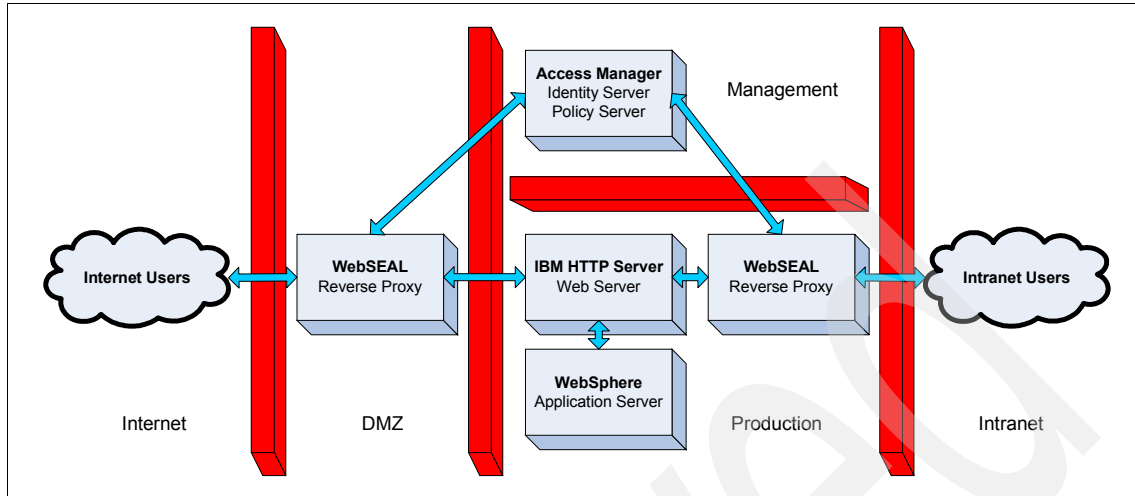 Access Manager
Identity Server
Policy Server
Management
Internet Users
WebSEAL
Reverse Proxy
IBM HTTP Server
Web Server
WebSEAL
Reverse Proxy
Intranet Users
WebSphere
Application Server
Internet
DMZ
Production
Intranet